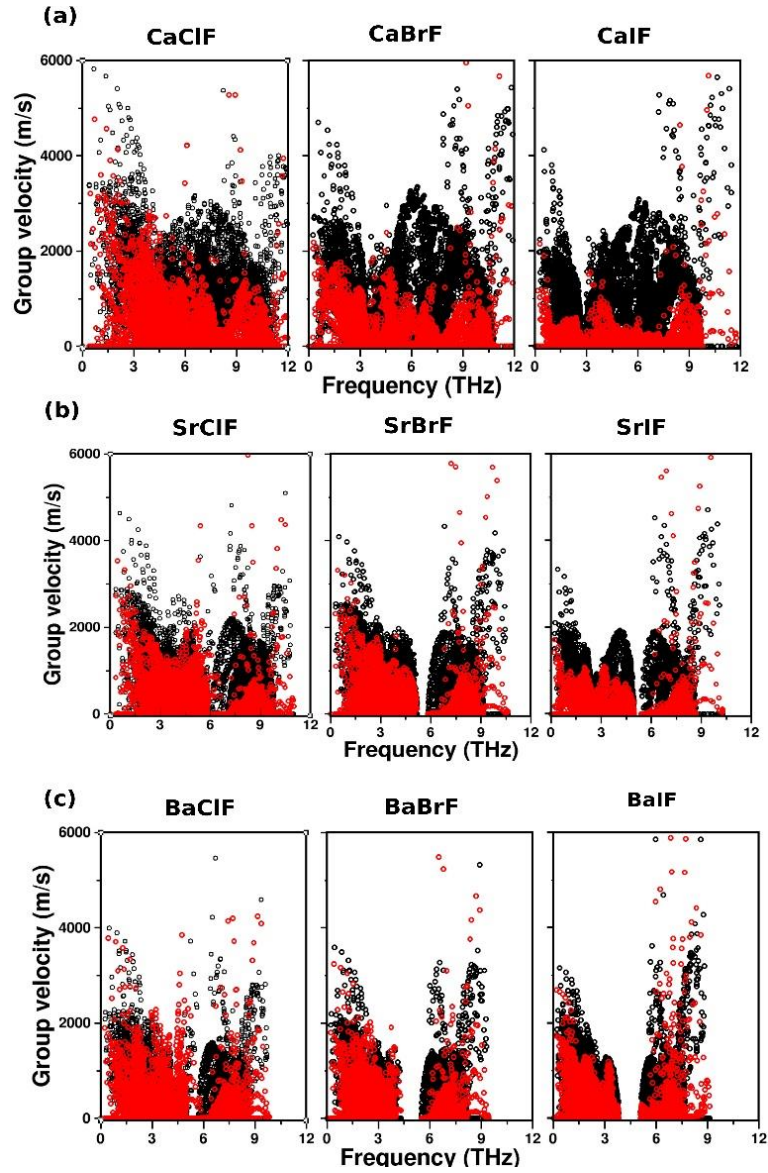 (a)
CaClF CaBrF CaIF
6000
4000
2000
0
Group velocity (m/s)
0 3 6 9 12 0 3 6 9 12 0 3 6 9 12
Frequency (THz)
(b)
SrClF SrBrF SrIF
6000
4000
2000
0
Group velocity (m/s)
0 3 6 9 12 0 3 6 9 12 0 3 6 9 12
Frequency (THz)
(c)
BaClF BaBrF BaIF
6000
4000
2000
0
Group velocity (m/s)
0 3 6 9 12 0 3 6 9 12 0 3 6 9 12
Frequency (THz)